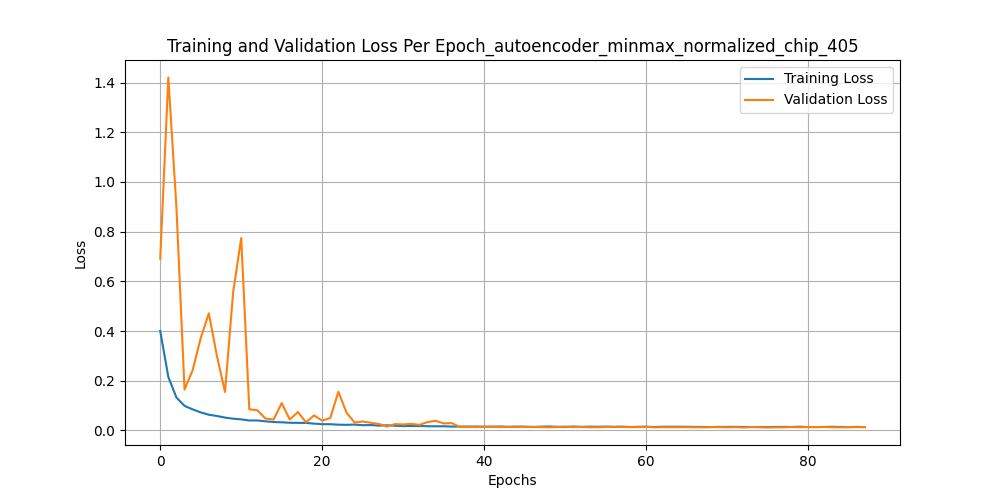 Training and Validation Loss Per Epoch_autoencoder_minmax_normalized_chip_405
Training Loss
Validation Loss
1.4
1.2
1.0
0.8
0.6
0.4
0.2
0.0
Loss
0 20 40 60 80
Epochs